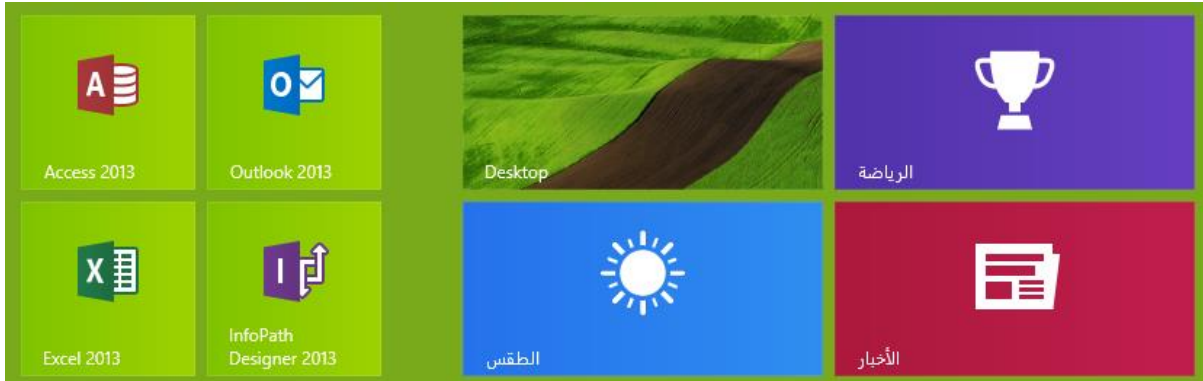 Access 2013
Outlook 2013
Desktop
الرياضة
Excel 2013
InfoPath
Designer 2013
الطقس
الأخبار